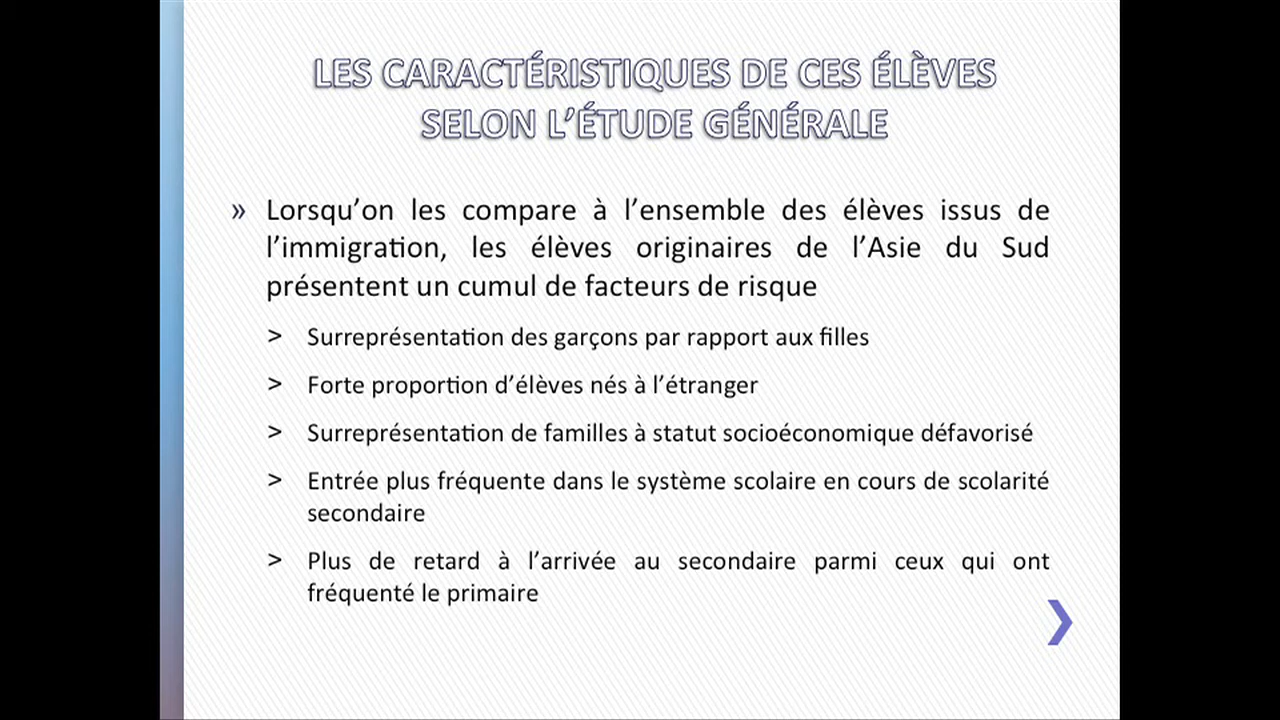 LES CARACTÉRISTIQUES DE CES ÉLÈVES
SELON L’ÉTUDE GÉNÉRALE
» Lorsqu’on les compare à l’ensemble des élèves issus de
l’immigration, les élèves originaires de l’Asie du Sud
présentent un cumul de facteurs de risque
> Surreprésentation des garçons par rapport aux filles
> Forte proportion d’élèves nés à l’étranger
> Surreprésentation de familles à statut socioéconomique défavorisé
> Entrée plus fréquente dans le système scolaire en cours de scolarité
secondaire
> Plus de retard à l’arrivée au secondaire parmi ceux qui ont
fréquenté le primaire